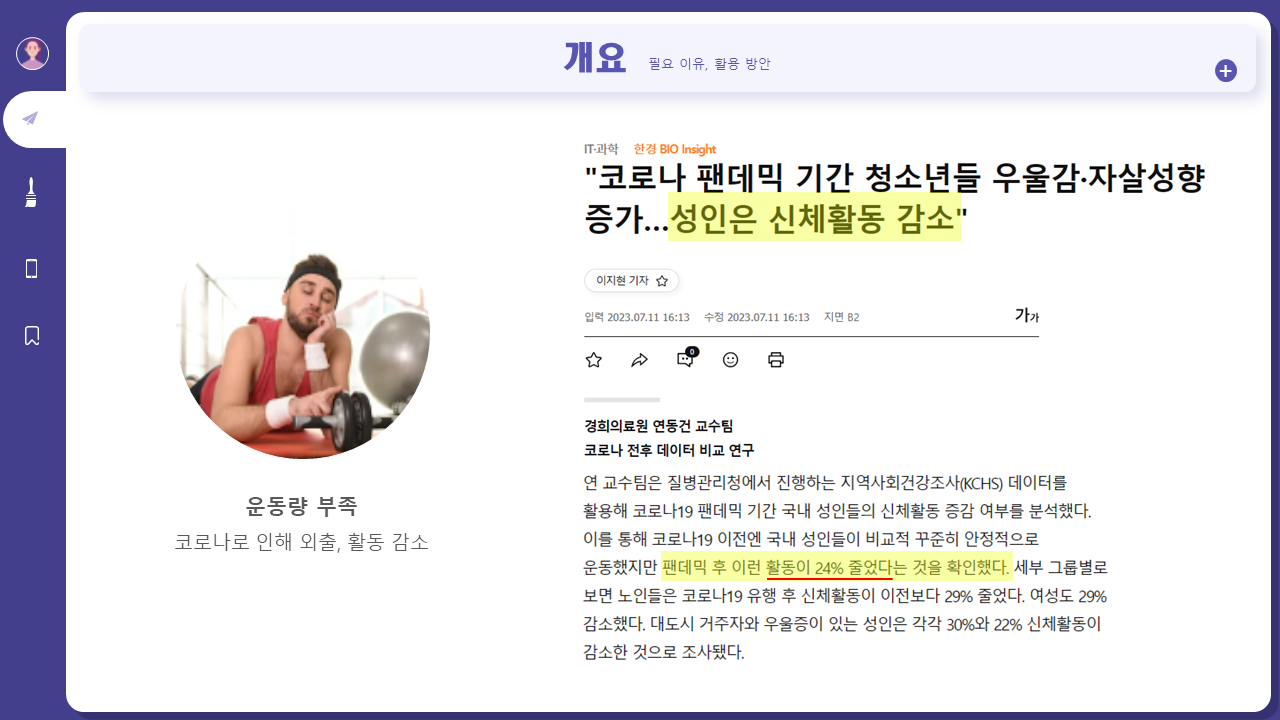 개요 필요 이유, 활용 방안
IT·과학 한경 BIO Insight
"코로나 팬데믹 기간 청소년들 우울감·자살성향
증가...성인은 신체활동 감소"
이지현 기자
입력 2023.07.11 16:13 수정 2023.07.11 16:13 지면 B2
가가
0
경희의료원 연동건 교수팀
코로나 전후 데이터 비교 연구
연 교수팀은 질병관리청에서 진행하는 지역사회건강조사(KCHS) 데이터를
활용해 코로나19 팬데믹 기간 국내 성인들의 신체활동 증감 여부를 분석했다.
이를 통해 코로나19 이전엔 국내 성인들이 비교적 꾸준히 안정적으로
운동했지만 팬데믹 후 이런 활동이 24% 줄었다는 것을 확인했다. 세부 그룹별로
보면 노인들은 코로나19 유행 후 신체활동이 이전보다 29% 줄었다. 여성도 29%
감소했다. 대도시 거주자와 우울증이 있는 성인은 각각 30%와 22% 신체활동이
감소한 것으로 조사됐다.
운동량 부족
코로나로 인해 외출, 활동 감소